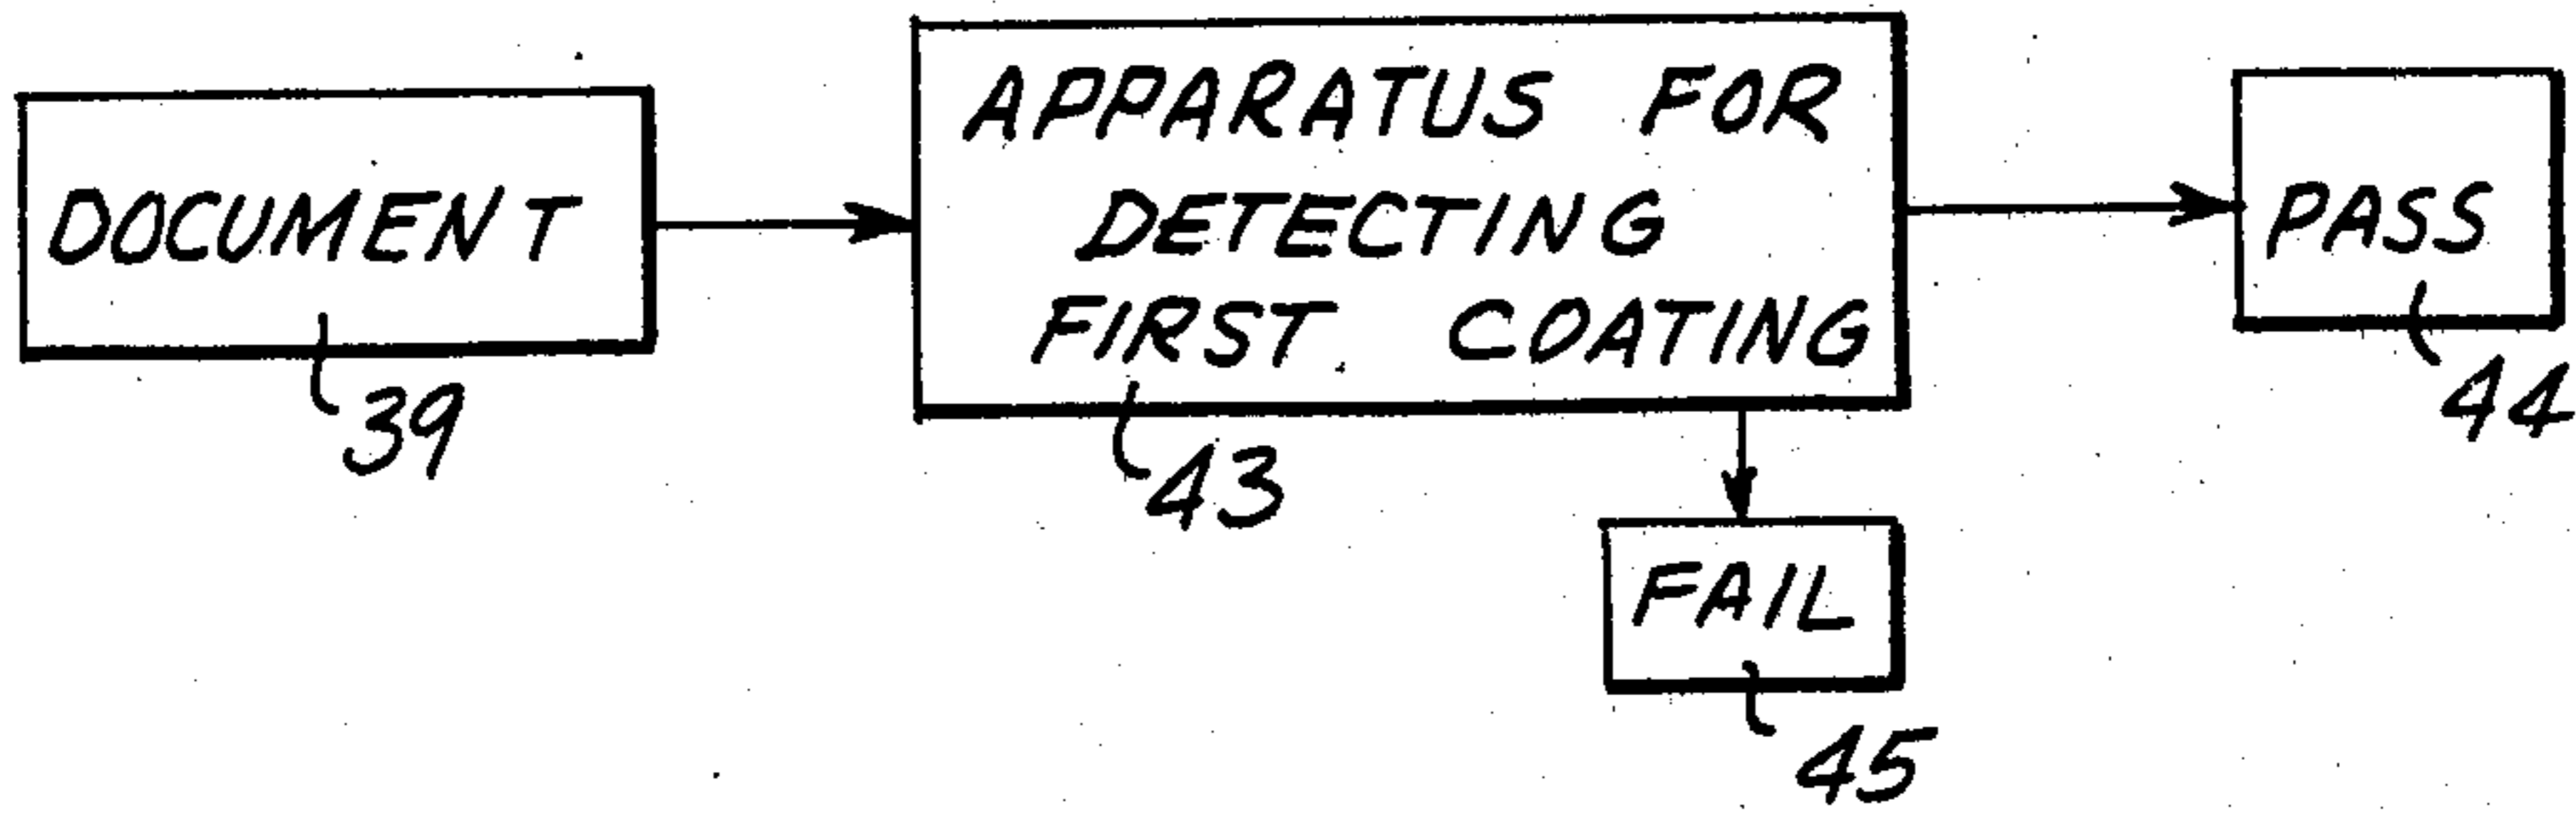 DOCUMENT
39
APPARATUS FOR
DETECTING
FIRST COATING
43
PASS
44
FAIL
45